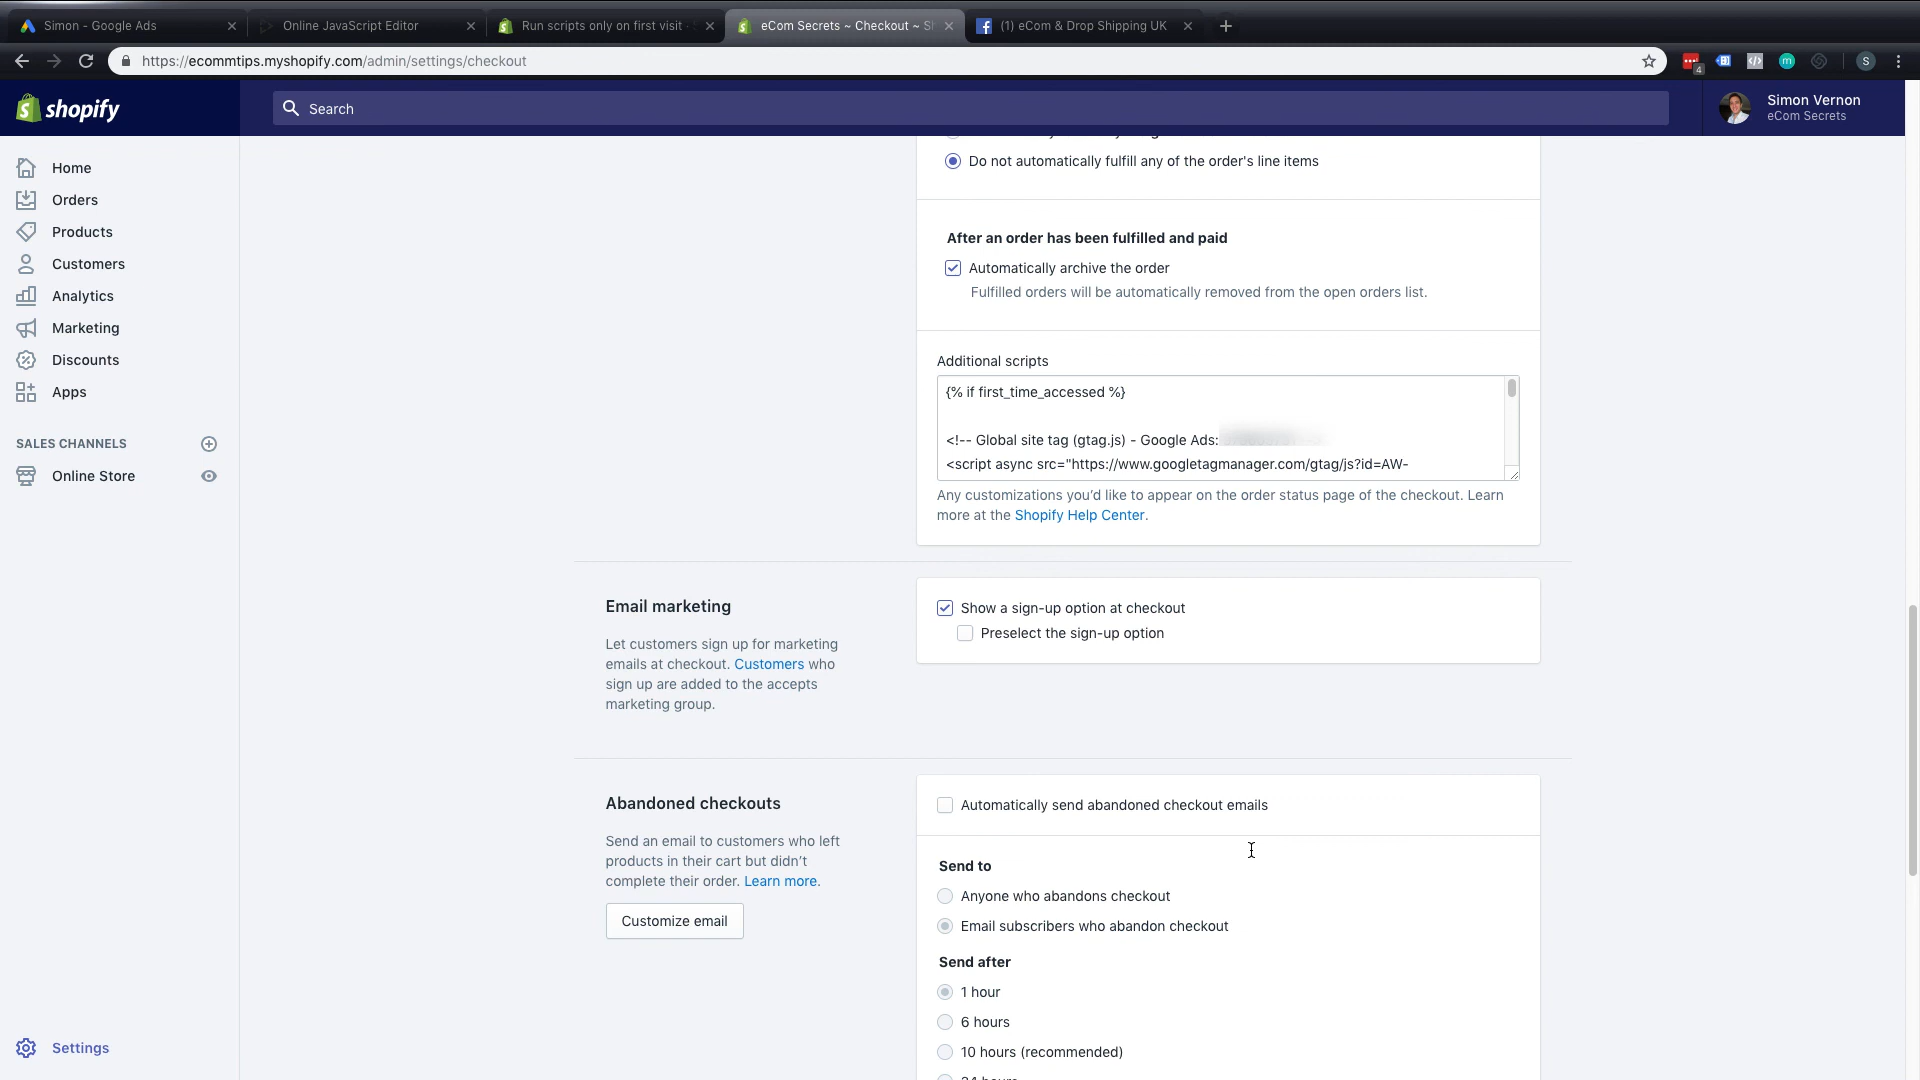 Simon - Google Ads
Online JavaScript Editor
Run scripts only on first visit
eCom Secrets ~ Checkout ~
(1) eCom & Drop Shipping UK
https://ecommtips.myshopify.com/admin/settings/checkout
4
S
shopify
Search
Simon Vernon
eCom Secrets
Home
Orders
Products
Customers
Analytics
Marketing
Discounts
Apps
SALES CHANNELS
Online Store
Settings
Do not automatically fulfill any of the order's line items
After an order has been fulfilled and paid
Automatically archive the order
Fulfilled orders will be automatically removed from the open orders list.
Additional scripts
{% if first_time_accessed %}
<!-- Global site tag (gtag.js) - Google Ads:
<script async src="https://www.googletagmanager.com/gtag/js?id=AW-
Any customizations you'd like to appear on the order status page of the checkout. Learn
more at the Shopify Help Center.
Email marketing
Let customers sign up for marketing
emails at checkout. Customers who
sign up are added to the accepts
marketing group.
Show a sign-up option at checkout
Preselect the sign-up option
Abandoned checkouts
Send an email to customers who left
products in their cart but didn't
complete their order. Learn more.
Customize email
Automatically send abandoned checkout emails
Send to
Anyone who abandons checkout
Email subscribers who abandon checkout
Send after
1 hour
6 hours
10 hours (recommended)